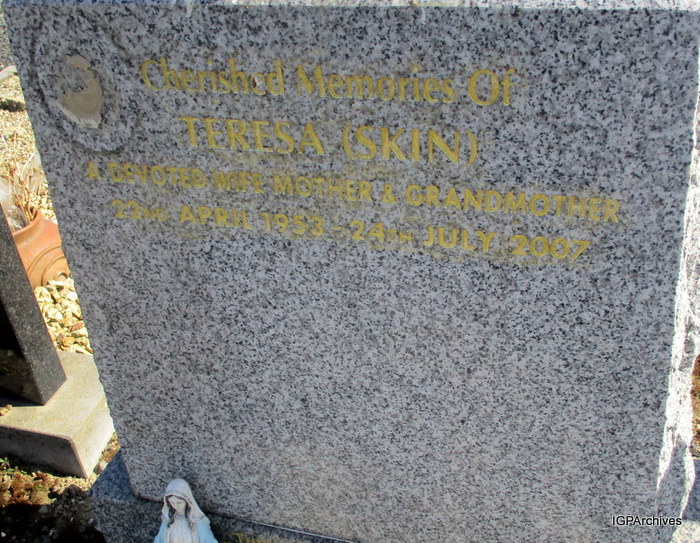 Cherished Memories Of
TERESA (SKIN)
A DEVOTED WIFE MOTHER & GRANDMOTHER
22ND APRIL 1953 - 24TH JULY 2007
IGPArchives